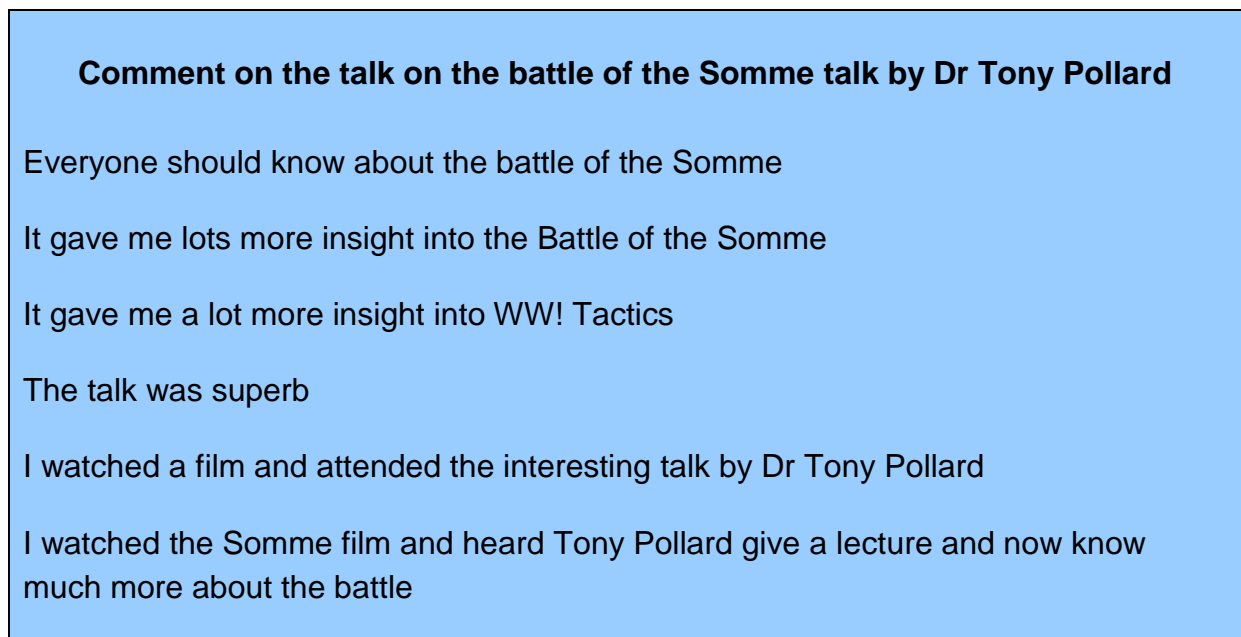 Comment on the talk on the battle of the Somme talk by Dr Tony Pollard
Everyone should know about the battle of the Somme
It gave me lots more insight into the Battle of the Somme
It gave me a lot more insight into WW! Tactics
The talk was superb
I watched a film and attended the interesting talk by Dr Tony Pollard
I watched the Somme film and heard Tony Pollard give a lecture and now know
much more about the battle